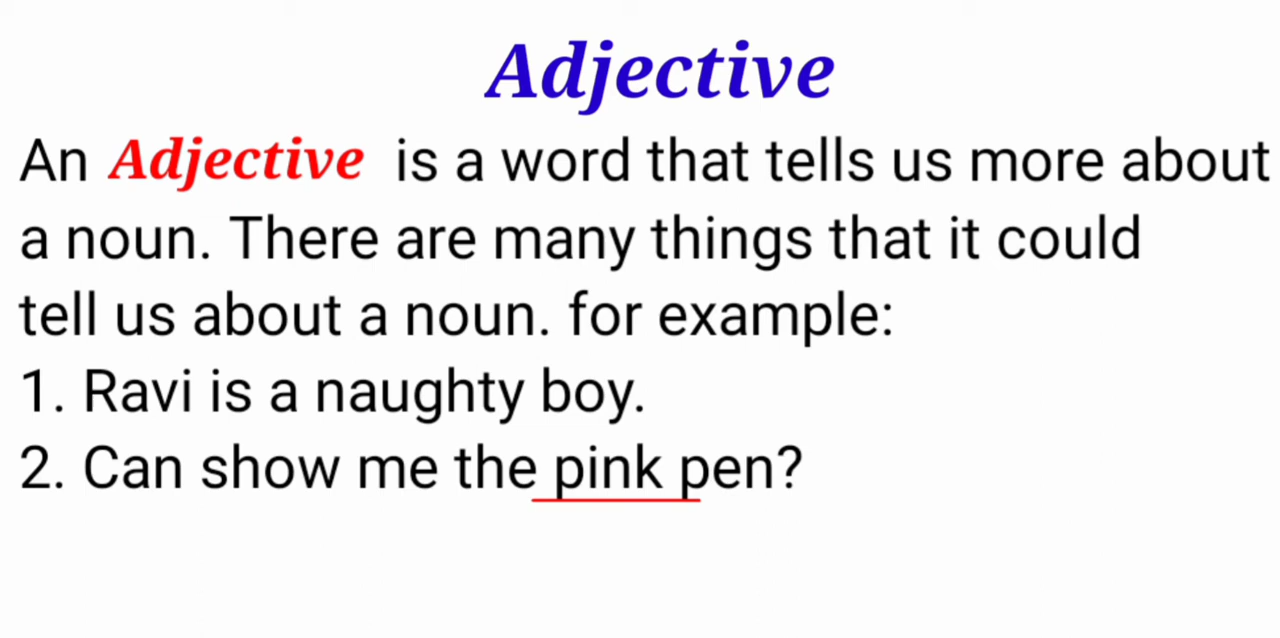 Adjective
An Adjective is a word that tells us more about
a noun. There are many things that it could
tell us about a noun. for example:
1. Ravi is a naughty boy.
2. Can show me the pink pen?